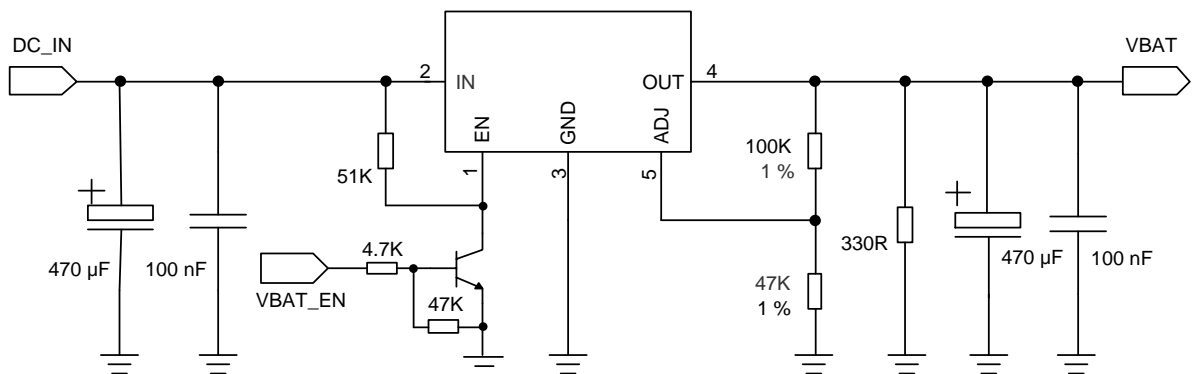 DC_IN
VBAT
2
IN
OUT
4
EN
GND
ADJ
1
3
5
51K
100K
1 %
470 µF
100 nF
VBAT_EN
4.7K
47K
47K
1 %
330R
470 µF
100 nF